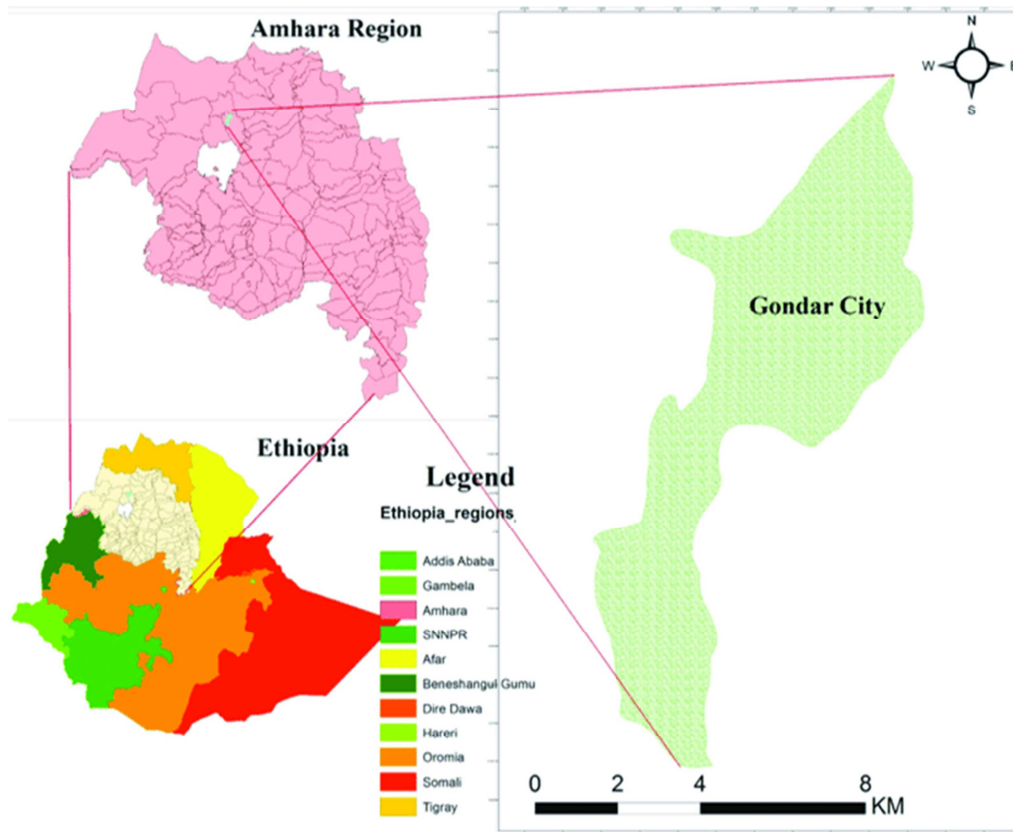 Amhara Region
N
W
E
S
Gondar City
Ethiopia
Legend
Ethiopia_regions
Addis Ababa
Gambela
Amhara
SNNPR
Afar
Beneshangul Gumu
Dire Dawa
Hareri
Oromia
Somali
Tigray
0 2 4 8
KM